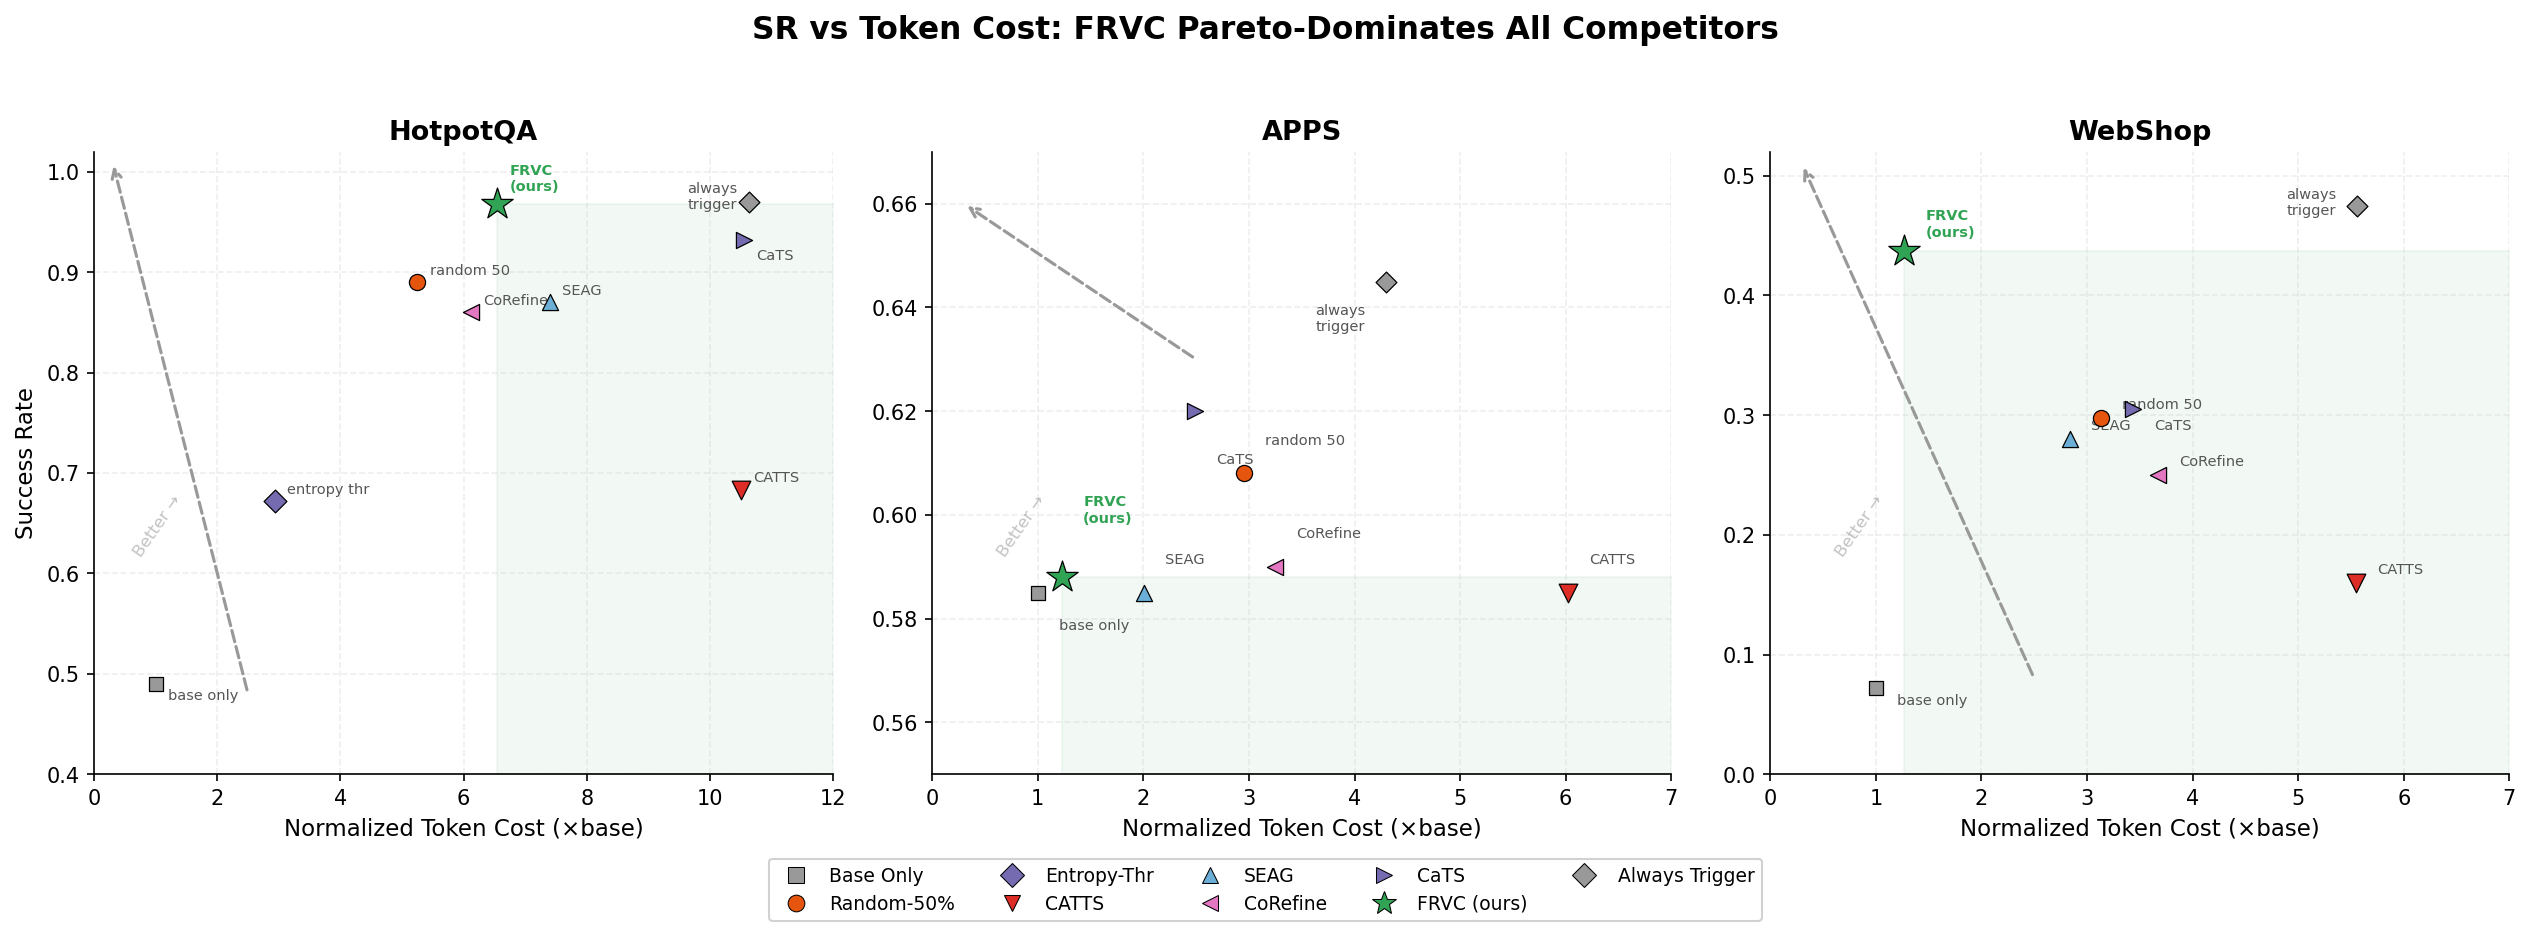 SR vs Token Cost: FRVC Pareto-Dominates All Competitors
HotpotQA
Success Rate
1.0
0.9
0.8
0.7
0.6
0.5
0.4
0
2
4
6
8
10
12
Normalized Token Cost (×base)
FRVC
(ours)
always
trigger
CaTS
random 50
CoRefine
SEAG
entropy thr
CATTS
Better →
base only
APPS
0.66
0.64
0.62
0.60
0.58
0.56
0
1
2
3
4
5
6
7
Normalized Token Cost (×base)
always
trigger
random 50
CaTS
FRVC
(ours)
Better →
CoRefine
SEAG
CATTS
base only
WebShop
0.5
0.4
0.3
0.2
0.1
0.0
0
1
2
3
4
5
6
7
Normalized Token Cost (×base)
always
trigger
FRVC
(ours)
random 50
SEAG
CaTS
CoRefine
Better →
CATTS
base only
Base Only
Random-50%
Entropy-Thr
CATTS
SEAG
CoRefine
CaTS
FRVC (ours)
Always Trigger